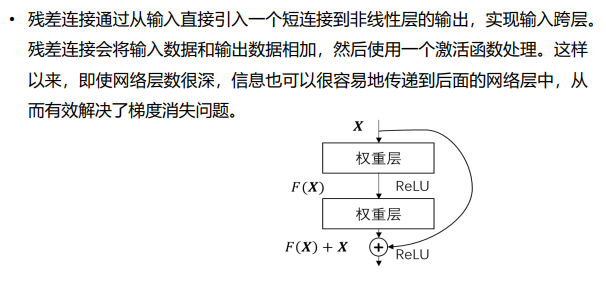 • 残差连接通过从输入直接引入一个短连接到非线性层的输出，实现输入跨层。
残差连接会将输入数据和输出数据相加，然后使用一个激活函数处理。这样
以来，即使网络层数很深，信息也可以很容易地传递到后面的网络层中，从
而有效解决了梯度消失问题。
X
权重层
F(X) ReLU
权重层
F(X) + X
+
ReLU